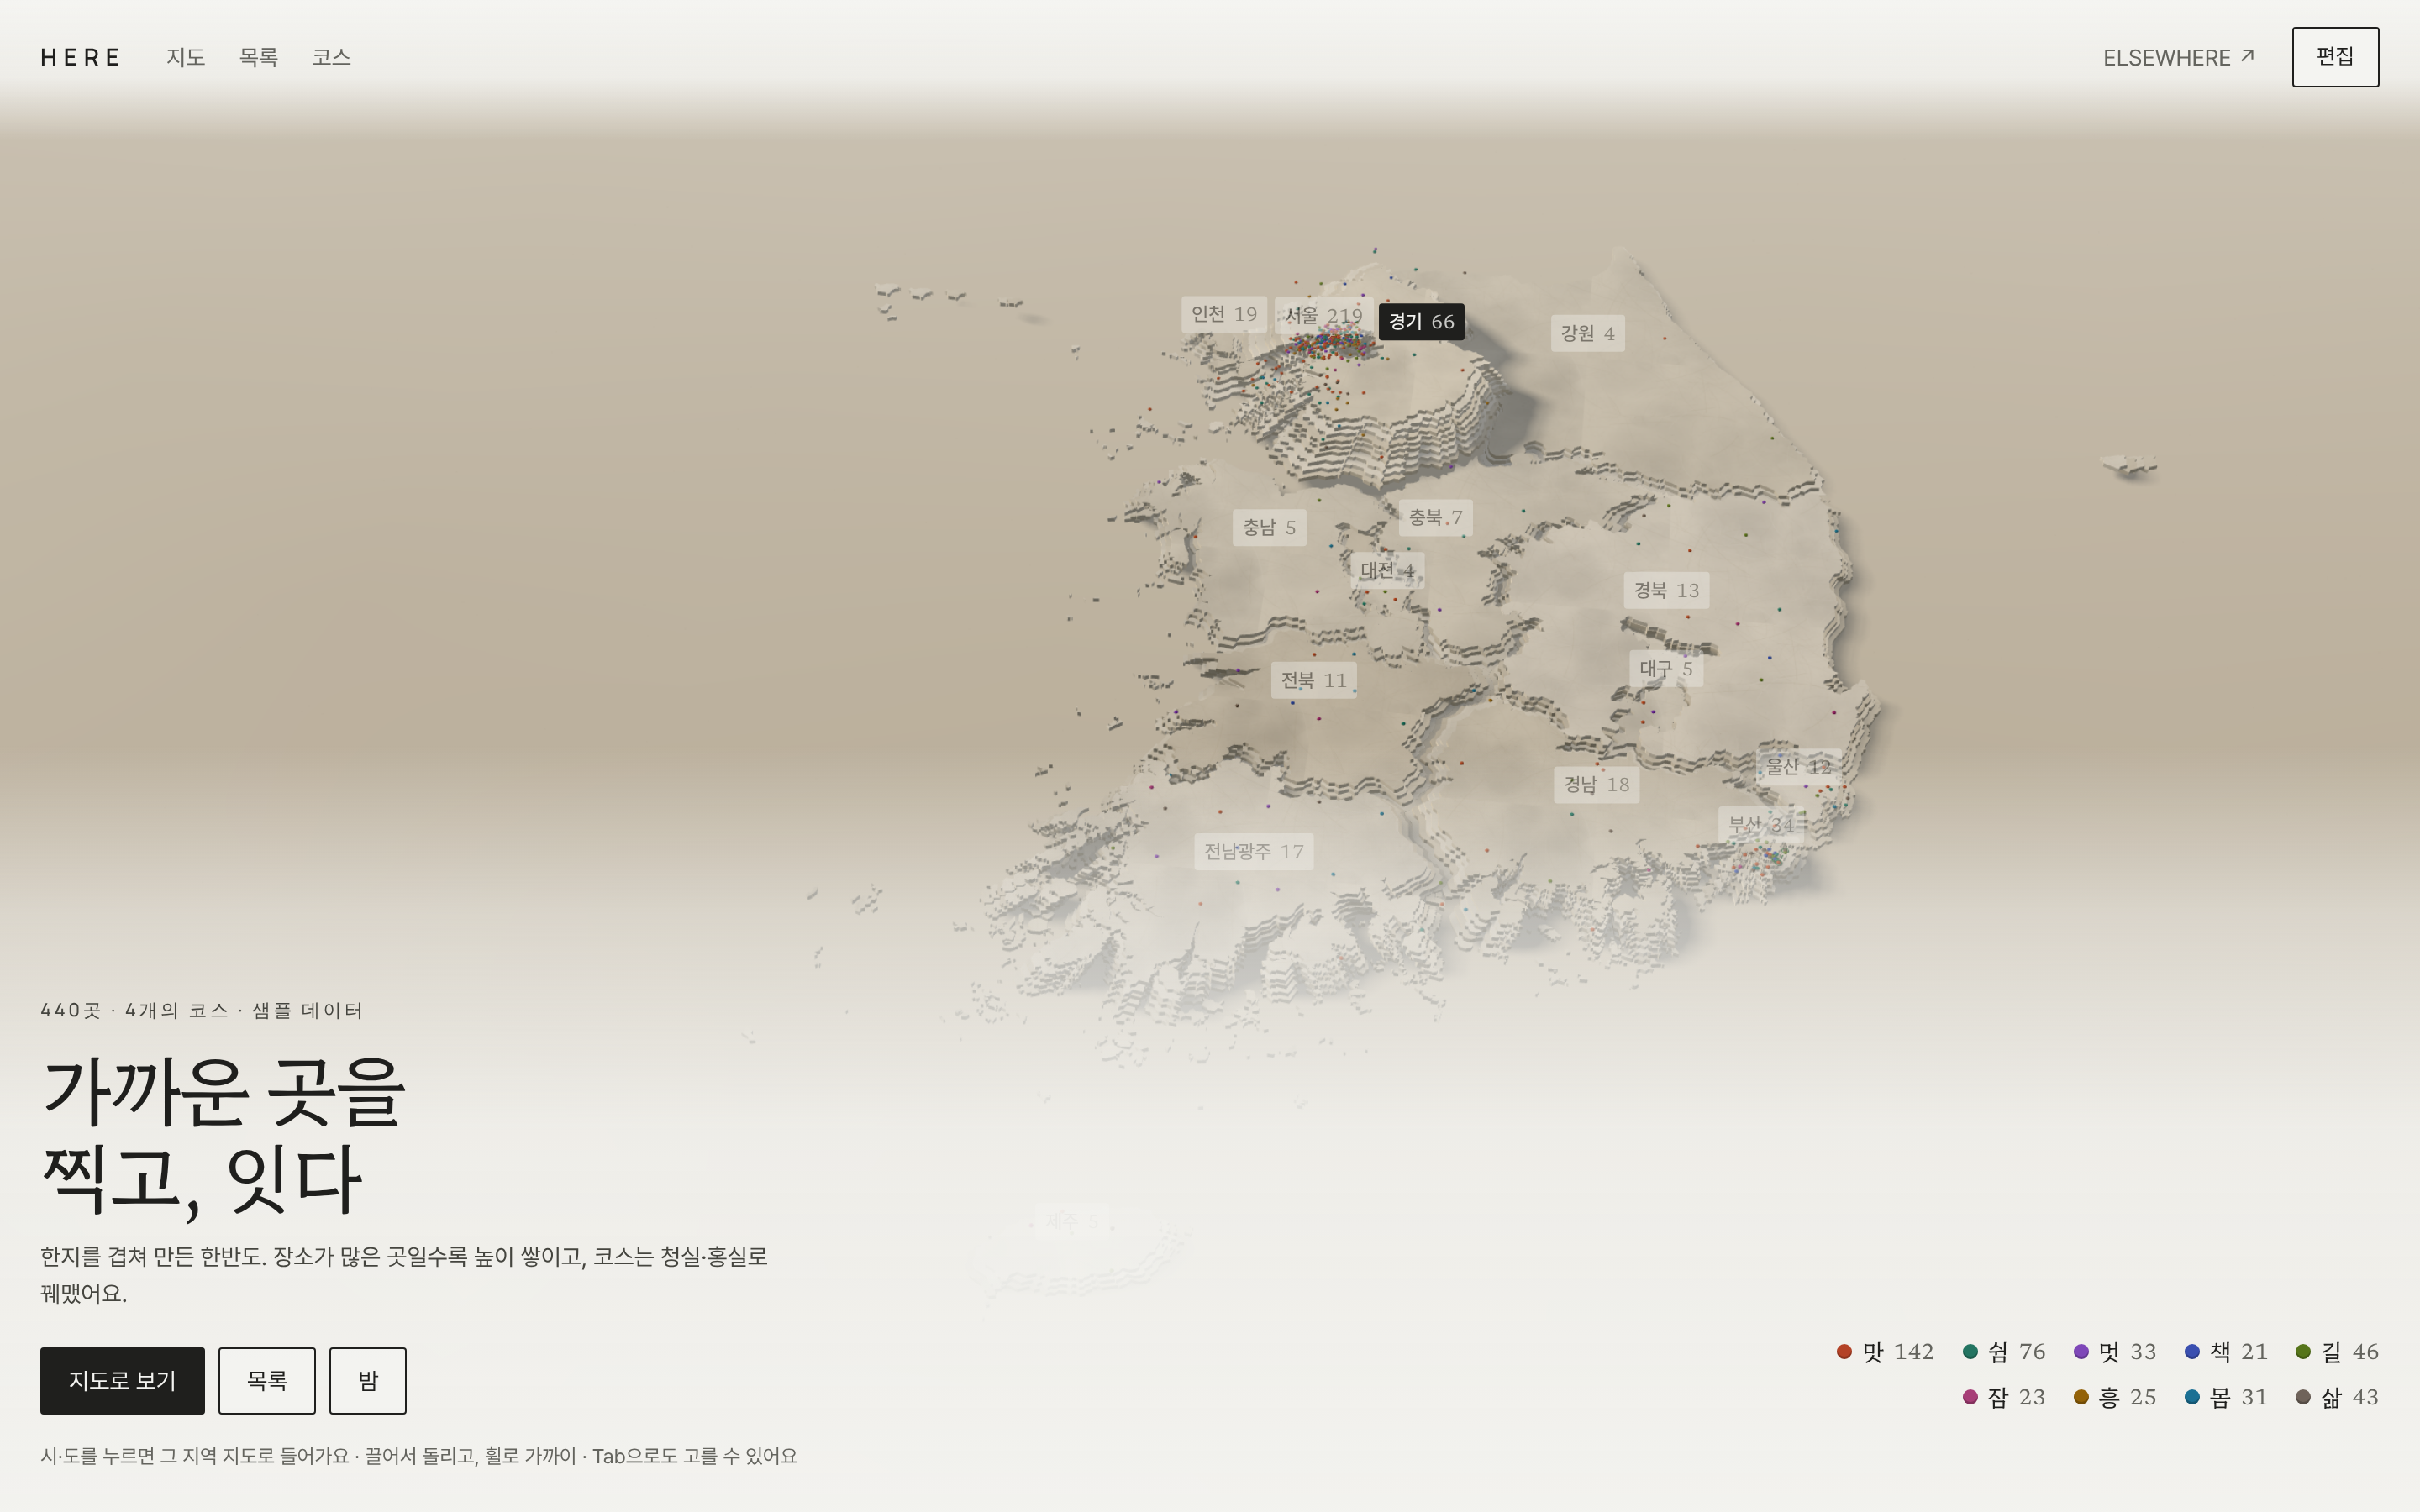 HERE 지도 목록 코스 ELSEWHERE ↗ 편집
인천 19 서울 219 경기 66 강원 4
충남 5 충북 7
대전 4
경북 13
대구 5
전북 11
울산 12
경남 18
부산 34
전남광주 17
제주 5
440곳 · 4개의 코스 · 샘플 데이터
가까운 곳을
찍고, 잇다
한지를 겹쳐 만든 한반도. 장소가 많은 곳일수록 높이 쌓이고, 코스는 청실·홍실로
꿰맸어요.
지도로 보기 목록 밤
맛 142 쉼 76 멋 33 책 21 길 46
잠 23 흥 25 몸 31 삶 43
시·도를 누르면 그 지역 지도로 들어가요 · 끌어서 돌리고, 휠로 가까이 · Tab으로도 고를 수 있어요